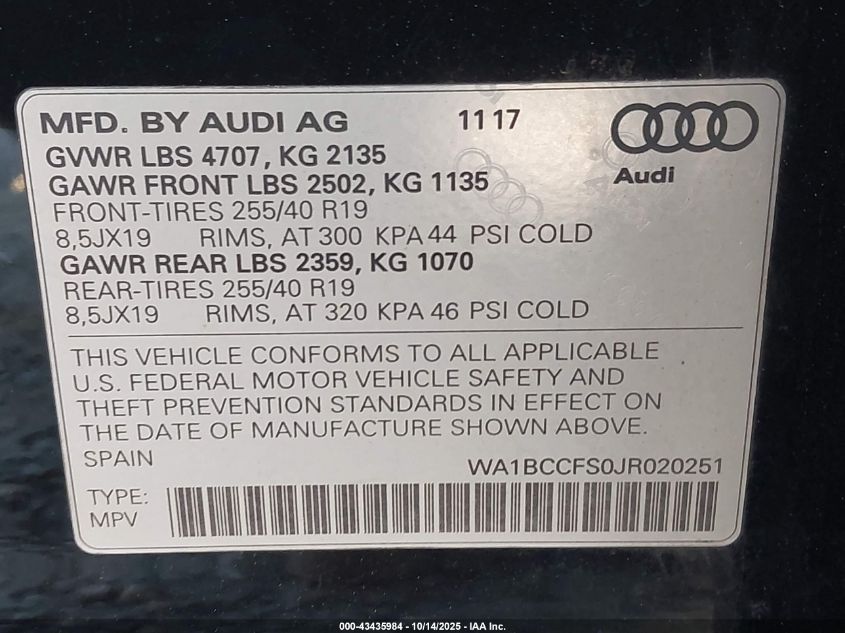 MFD. BY AUDI AG 11 17
GVWR LBS 4707, KG 2135
GAWR FRONT LBS 2502, KG 1135
Audi
FRONT-TIRES 255/40 R19
8,5JX19 RIMS, AT 300 KPA 44 PSI COLD
GAWR REAR LBS 2359, KG 1070
REAR-TIRES 255/40 R19
8,5JX19 RIMS, AT 320 KPA 46 PSI COLD
THIS VEHICLE CONFORMS TO ALL APPLICABLE
U.S. FEDERAL MOTOR VEHICLE SAFETY AND
THEFT PREVENTION STANDARDS IN EFFECT ON
THE DATE OF MANUFACTURE SHOWN ABOVE.
SPAIN
WA1BCCFS0JR020251
TYPE:
MPV
000-43435984 - 10/14/2025 - IAA Inc.